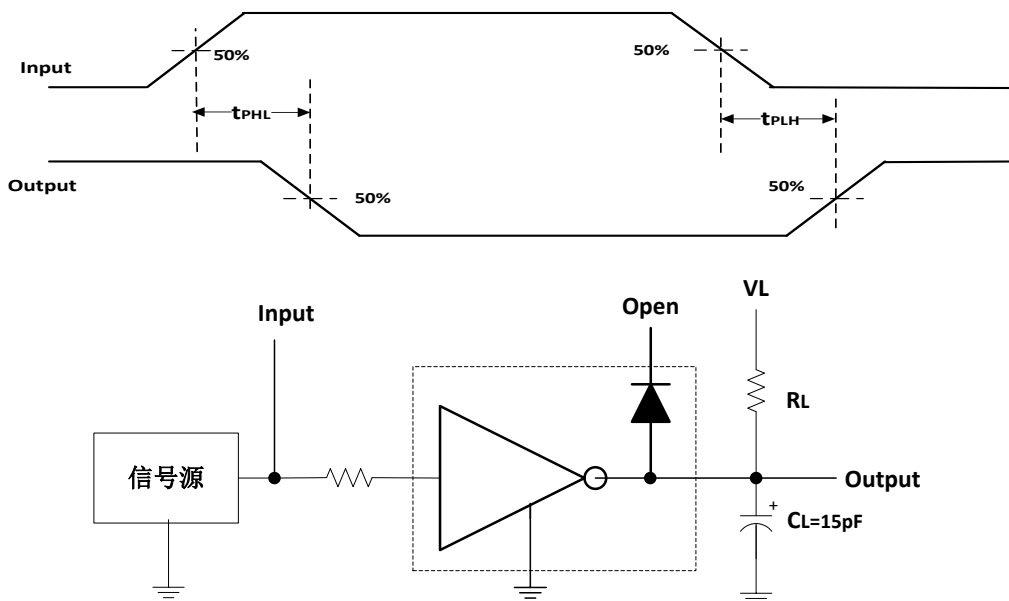 50%
50%
Input
tPHL
tPLH
Output
50%
50%
VL
Input
Open
RL
信号源
Output
+
CL=15pF